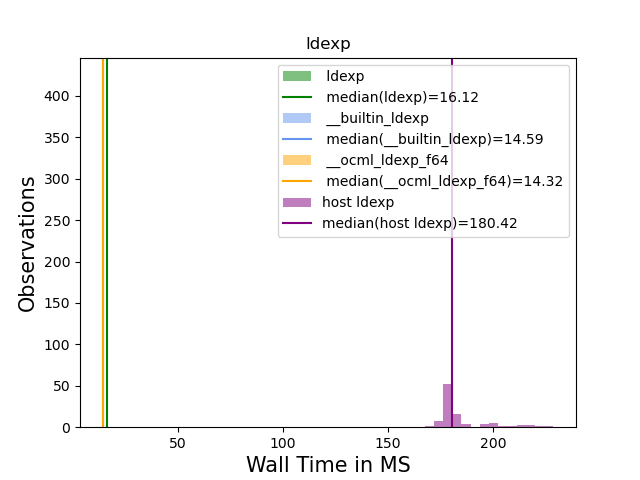 ldexp
ldexp
median(ldexp)=16.12
__builtin_ldexp
median(__builtin_ldexp)=14.59
__ocml_ldexp_f64
median(__ocml_ldexp_f64)=14.32
host ldexp
median(host ldexp)=180.42
Observations
400
350
300
250
200
150
100
50
0
50 100 150 200
Wall Time in MS